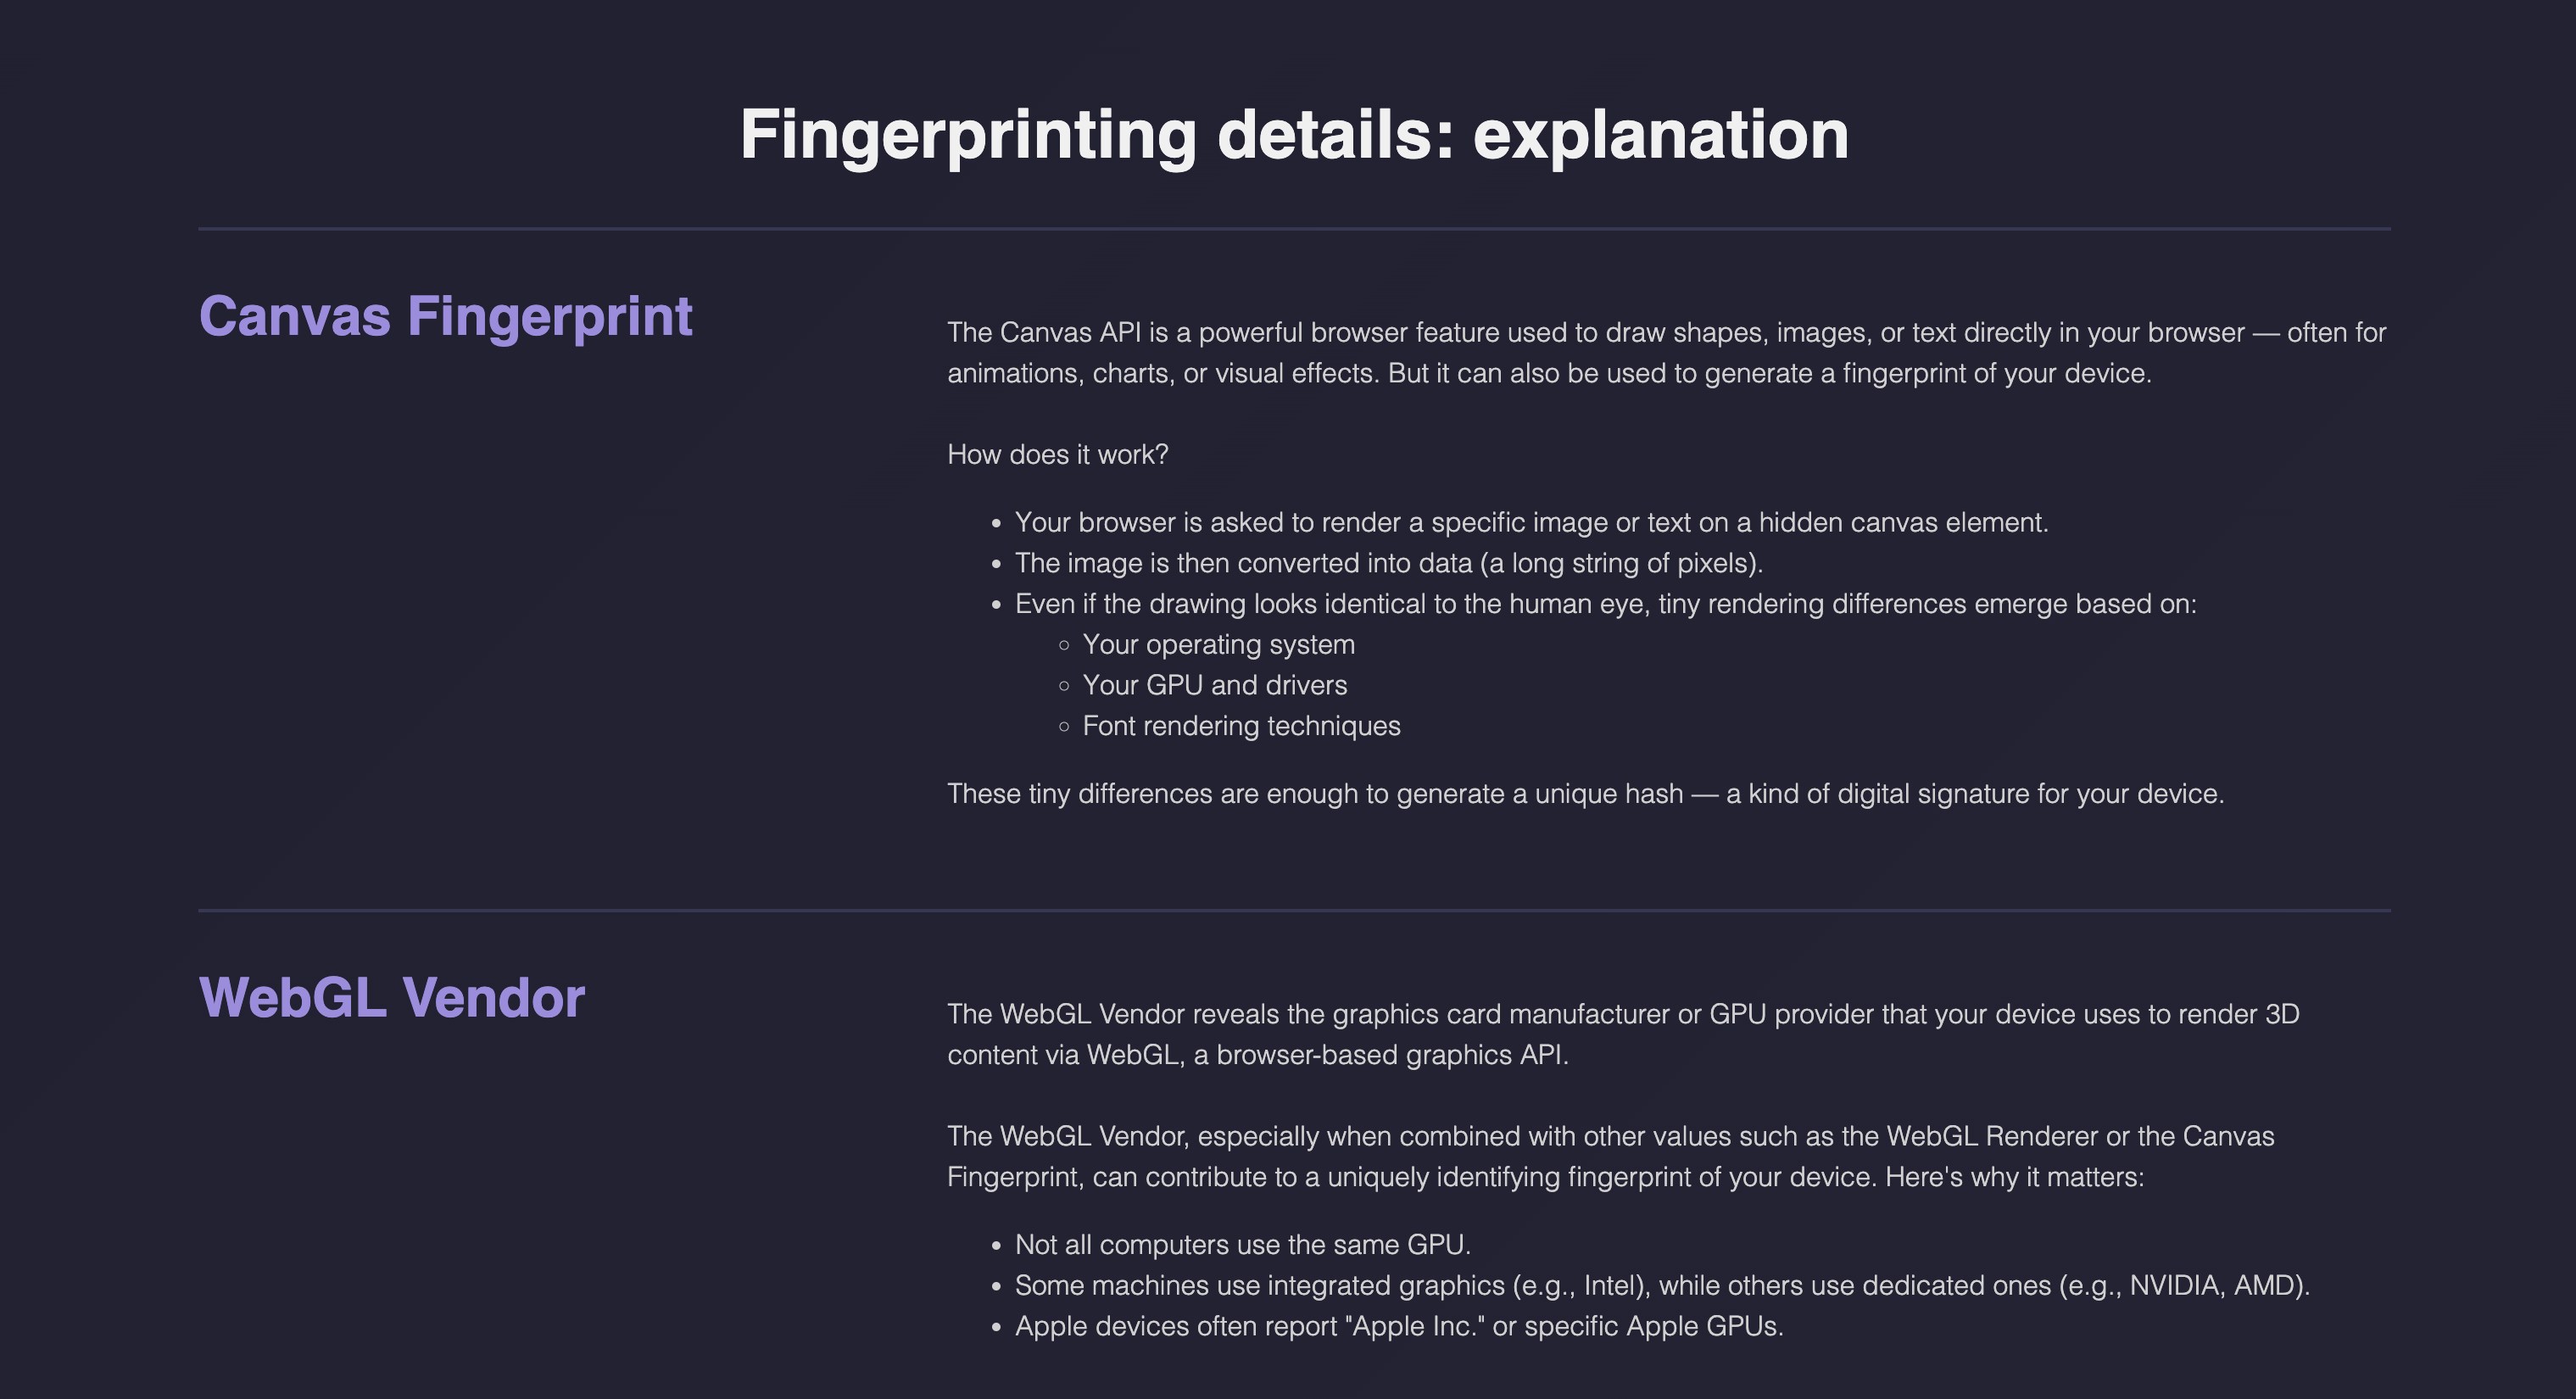 Fingerprinting details: explanation
Canvas Fingerprint
The Canvas API is a powerful browser feature used to draw shapes, images, or text directly in your browser — often for
animations, charts, or visual effects. But it can also be used to generate a fingerprint of your device.
How does it work?
• Your browser is asked to render a specific image or text on a hidden canvas element.
• The image is then converted into data (a long string of pixels).
• Even if the drawing looks identical to the human eye, tiny rendering differences emerge based on:
◦ Your operating system
◦ Your GPU and drivers
◦ Font rendering techniques
These tiny differences are enough to generate a unique hash — a kind of digital signature for your device.
WebGL Vendor
The WebGL Vendor reveals the graphics card manufacturer or GPU provider that your device uses to render 3D
content via WebGL, a browser-based graphics API.
The WebGL Vendor, especially when combined with other values such as the WebGL Renderer or the Canvas
Fingerprint, can contribute to a uniquely identifying fingerprint of your device. Here's why it matters:
• Not all computers use the same GPU.
• Some machines use integrated graphics (e.g., Intel), while others use dedicated ones (e.g., NVIDIA, AMD).
• Apple devices often report "Apple Inc." or specific Apple GPUs.